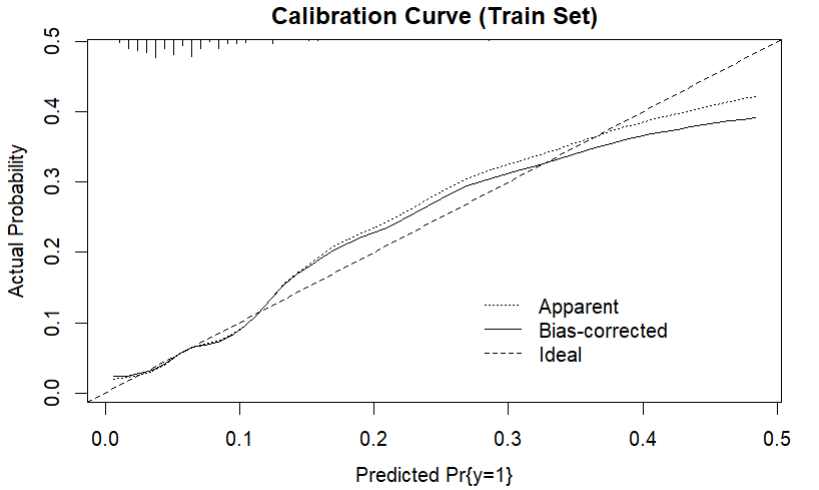 Calibration Curve (Train Set)
0.5
0.4
0.3
0.2
0.1
0.0
Actual Probability
Apparent
Bias-corrected
Ideal
0.0 0.1 0.2 0.3 0.4 0.5
Predicted Pr{y=1}